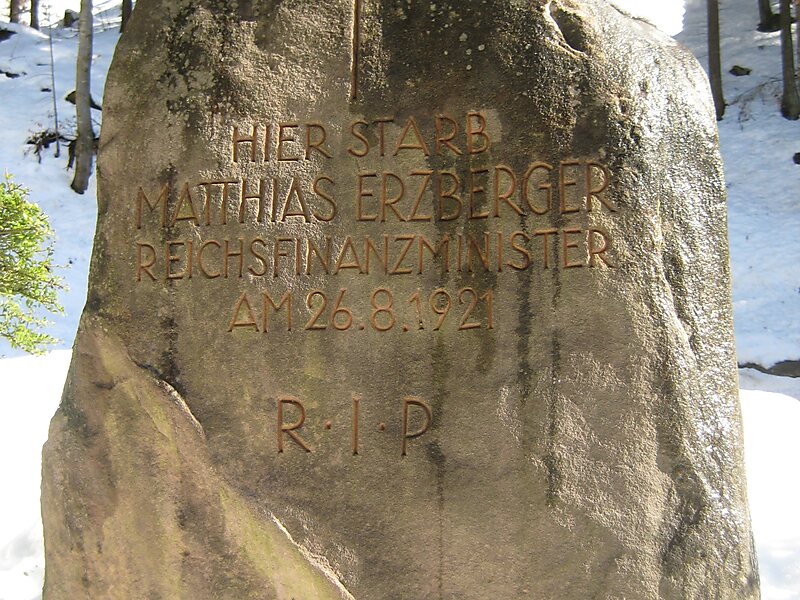 HIER STARB
MATTHIAS ERZBERGER
REICHSFINANZMINISTER
AM 26.8.1921
R·I·P